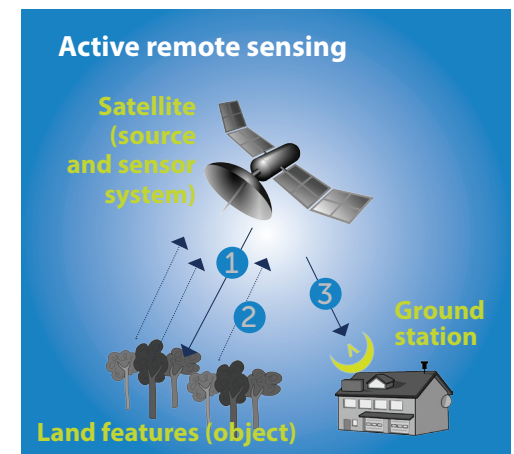 Active remote sensing
Satellite
(source
and sensor
system)
1
2
3
Ground
station
Land features (object)